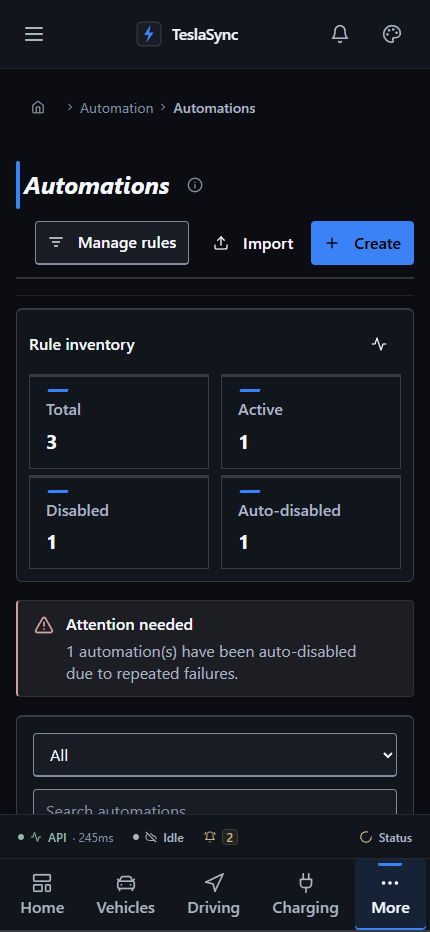 TeslaSync
Automation Automations
Automations
Manage rules Import Create
Rule inventory
Total Active
3 1
Disabled Auto-disabled
1 1
Attention needed
1 automation(s) have been auto-disabled
due to repeated failures.
All
Search automations
API · 245ms Idle 2 Status
Home Vehicles Driving Charging More